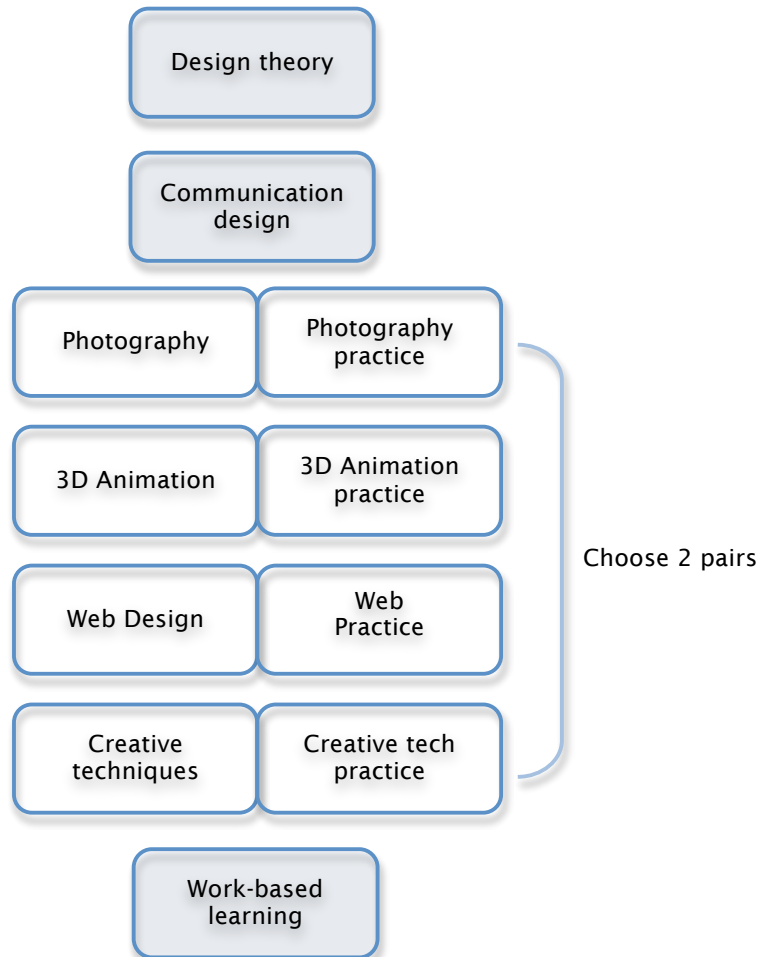 Design theory
Communication
design
Photography
Photography
practice
3D Animation
3D Animation
practice
Choose 2 pairs
Web Design
Web
Practice
Creative
techniques
Creative tech
practice
Work-based
learning